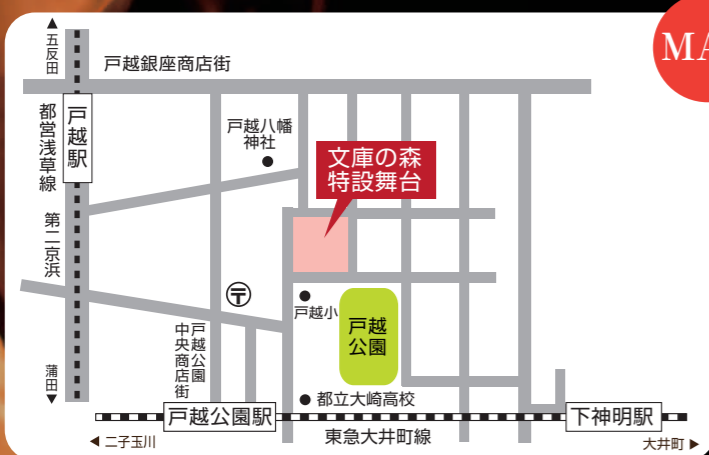 MA
▲
五反田
戸越銀座商店街
都営浅草線
戸越駅
戸越八幡
神社
文庫の森
特設舞台
第二京浜
〒
戸越小
戸越
公園
戸越公園
中央商店街
蒲田
▼
都立大崎高校
戸越公園駅
下神明駅
◀ 二子玉川
東急大井町線
大井町 ▶